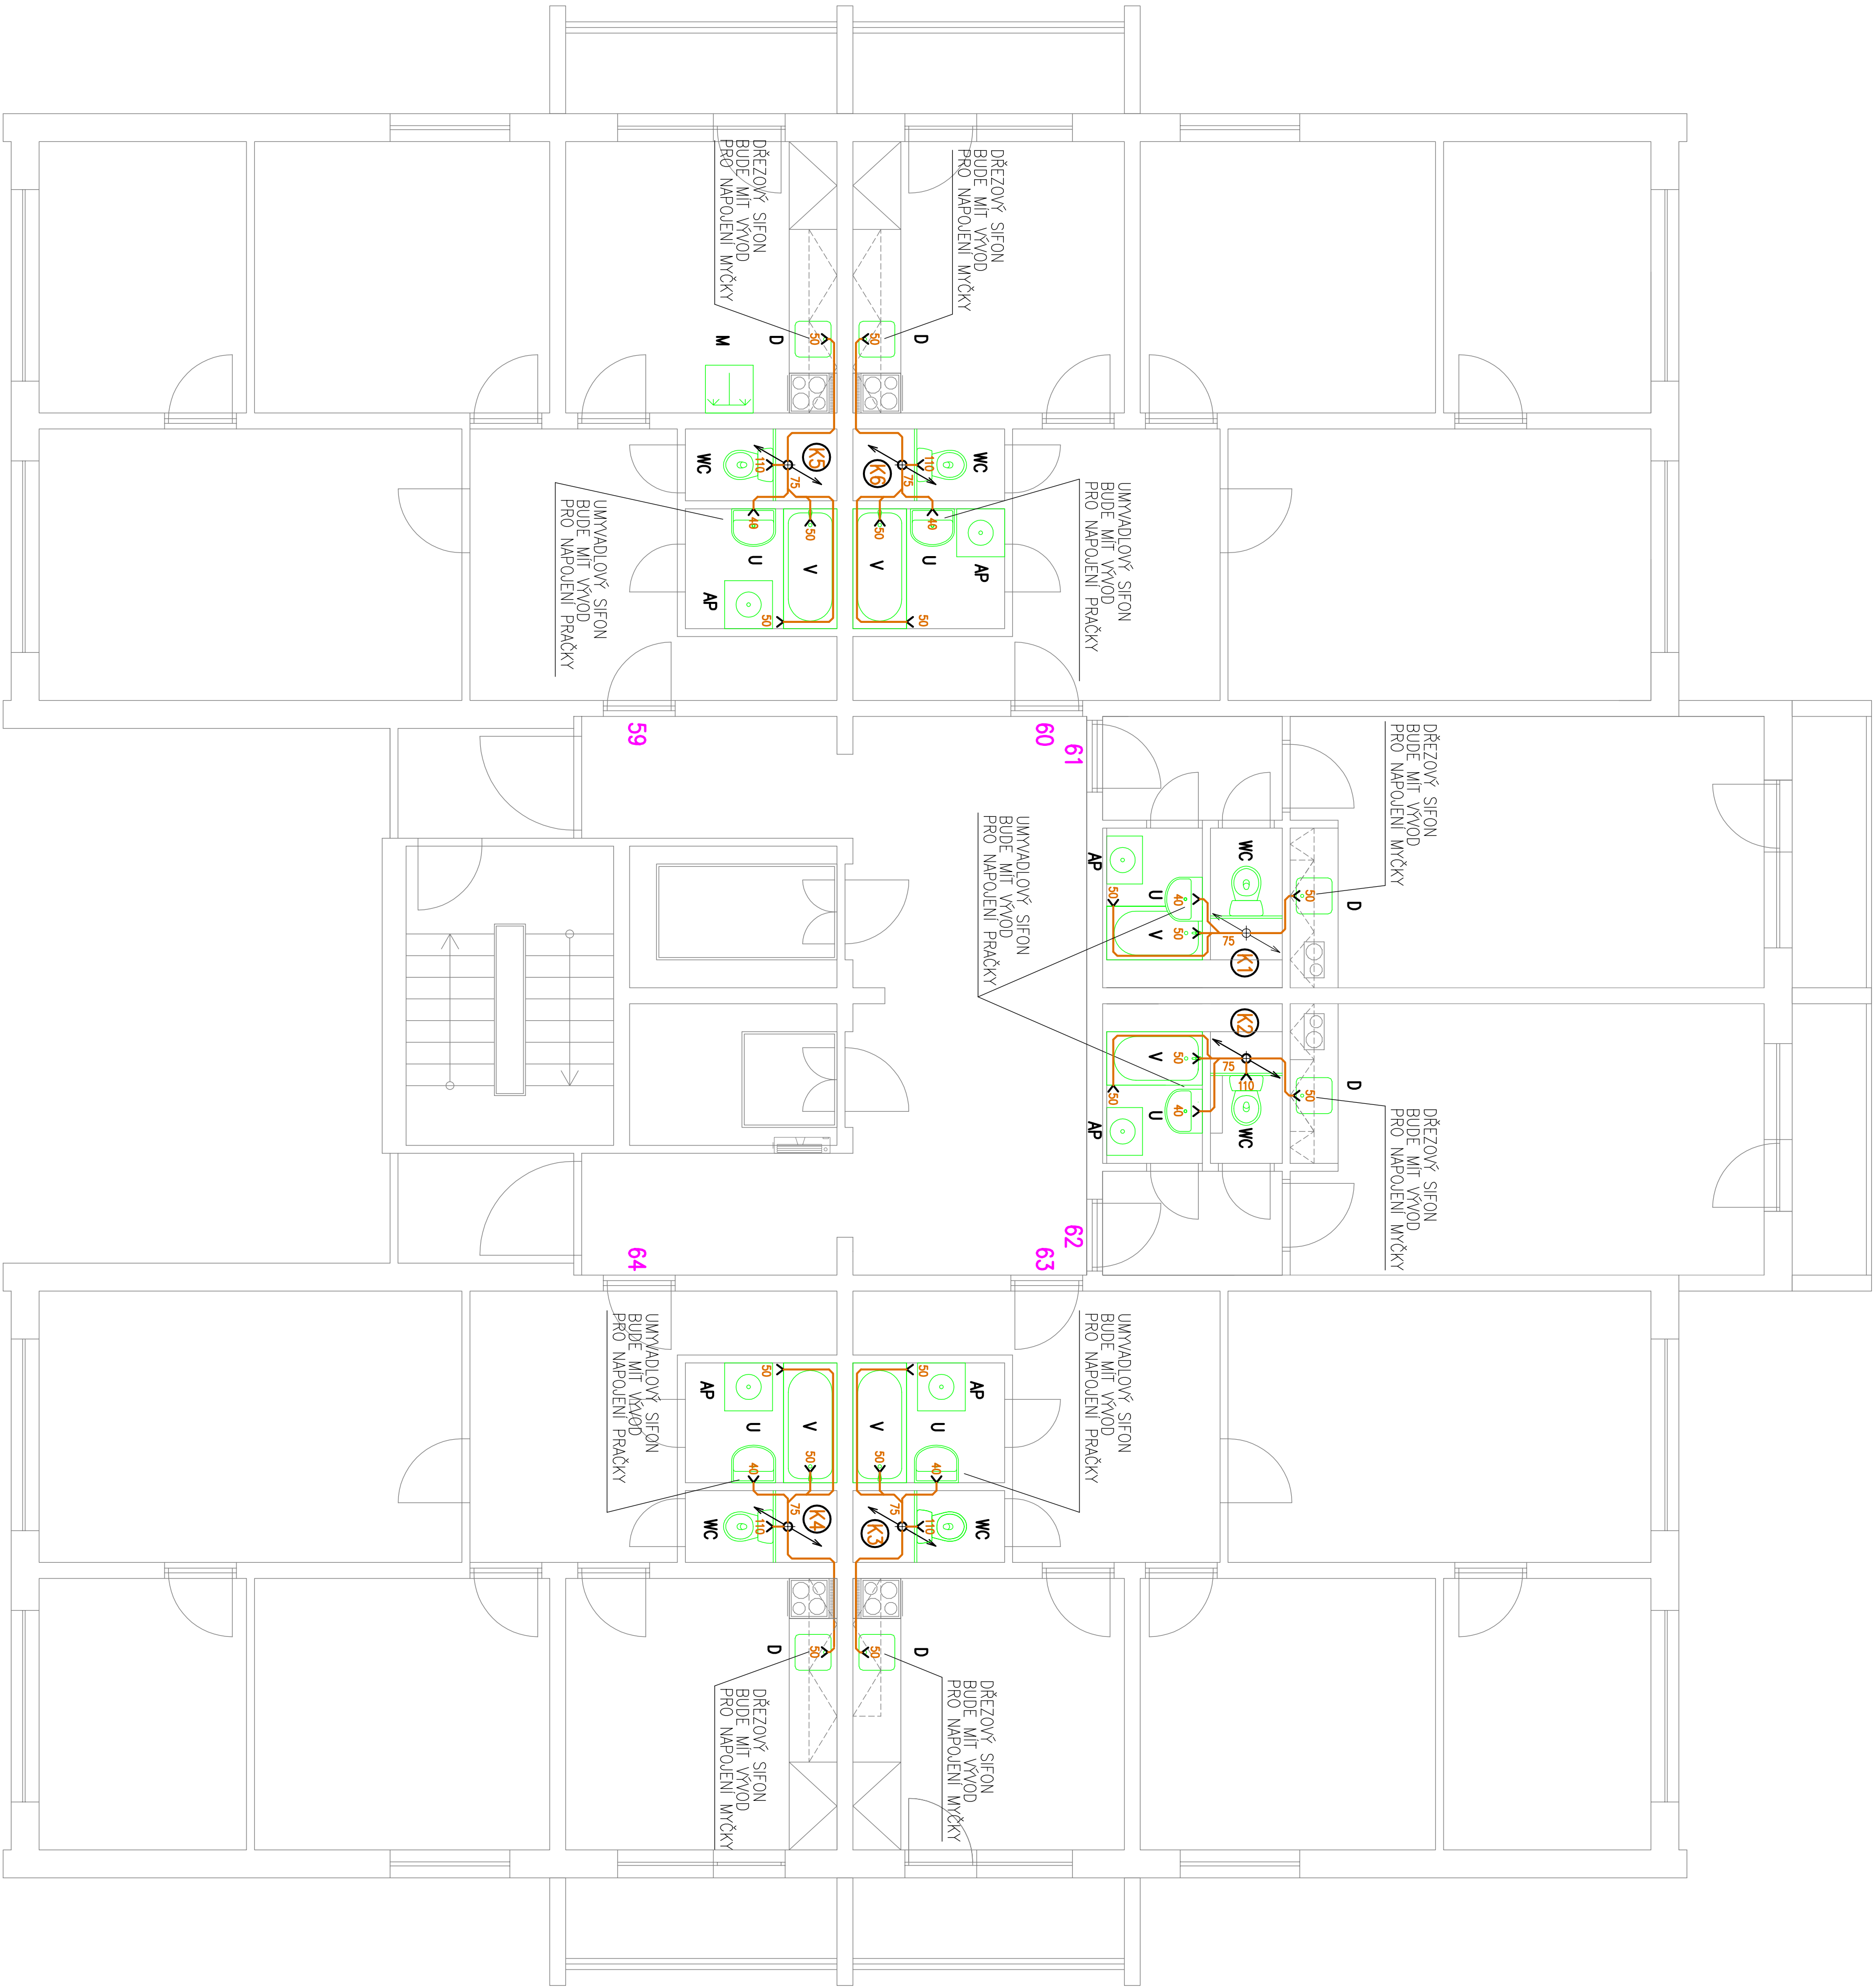 DŘEZOVÝ SIFON
BUDE MÍT VÝVOD
PRO NAPOJENÍ MYČKY
DŘEZOVÝ SIFON
BUDE MÍT VÝVOD
PRO NAPOJENÍ MYČKY
50
50
D
D
M
K5
K6
WC
WC
110
110
75
75
UMYVADLOVÝ SIFON
BUDE MÍT VÝVOD
PRO NAPOJENÍ PRAČKY
UMYVADLOVÝ SIFON
BUDE MÍT VÝVOD
PRO NAPOJENÍ PRAČKY
40
50
50
40
U
V
V
U
AP
AP
50
50
59
60
61
DŘEZOVÝ SIFON
BUDE MÍT VÝVOD
PRO NAPOJENÍ MYČKY
UMYVADLOVÝ SIFON
BUDE MÍT VÝVOD
PRO NAPOJENÍ PRAČKY
AP
WC
50
U
40
50
D
V
50
75
K1
K2
V
50
75
110
50
D
50
U
40
AP
WC
DŘEZOVÝ SIFON
BUDE MÍT VÝVOD
PRO NAPOJENÍ MYČKY
62
63
64
UMYVADLOVÝ SIFON
BUDE MÍT VÝVOD
PRO NAPOJENÍ PRAČKY
UMYVADLOVÝ SIFON
BUDE MÍT VÝVOD
PRO NAPOJENÍ PRAČKY
50
50
AP
AP
U
V
V
U
40
50
50
40
75
75
K4
K3
WC
110
110
WC
D
50
50
D
DŘEZOVÝ SIFON
BUDE MÍT VÝVOD
PRO NAPOJENÍ MYČKY
DŘEZOVÝ SIFON
BUDE MÍT VÝVOD
PRO NAPOJENÍ MYČKY